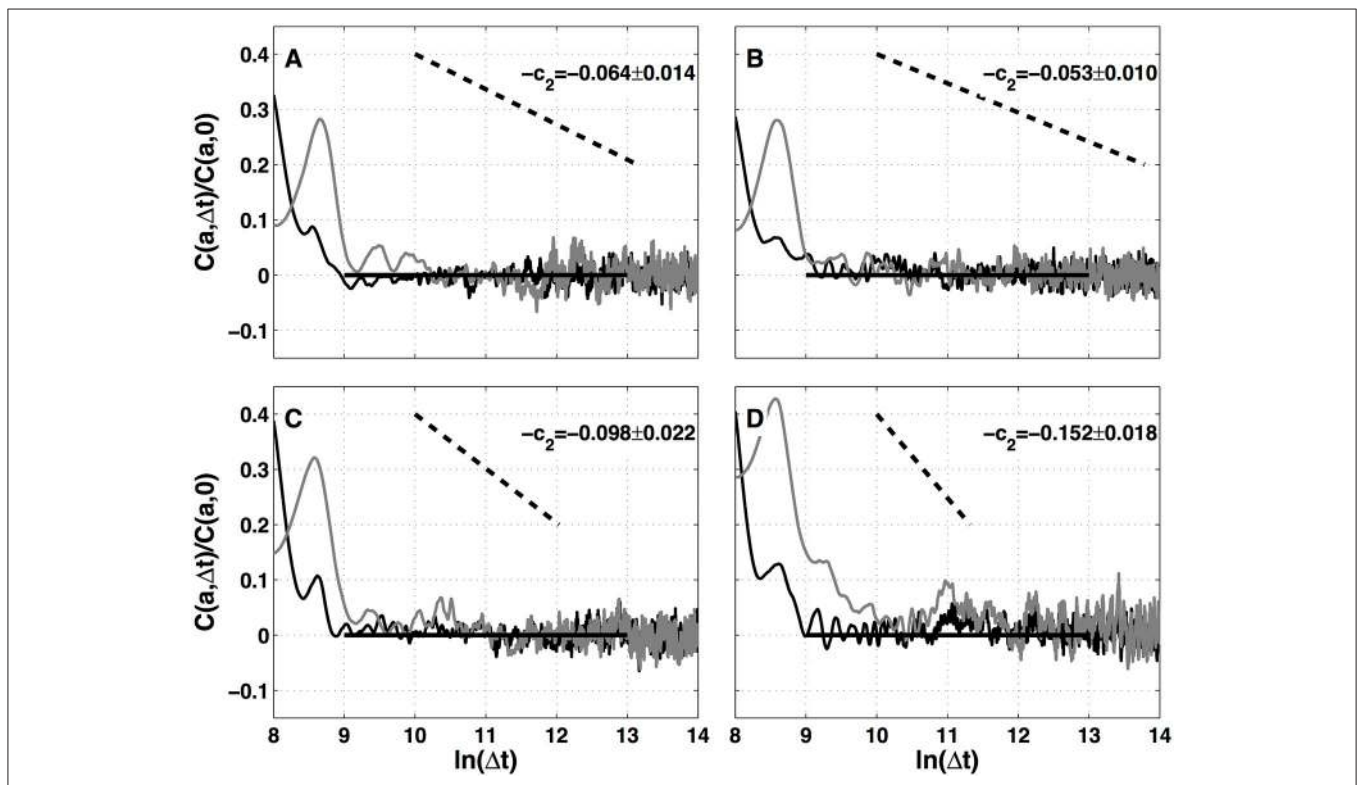 A
−c2=−0.064±0.014
B
−c2=−0.053±0.010
0.4
0.3
0.2
0.1
0
−0.1
C(a,Δt)/C(a,0)
C
−c2=−0.098±0.022
D
−c2=−0.152±0.018
0.4
0.3
0.2
0.1
0
−0.1
C(a,Δt)/C(a,0)
8 9 10 11 12 13 14
8 9 10 11 12 13 14
ln(Δt)
ln(Δt)